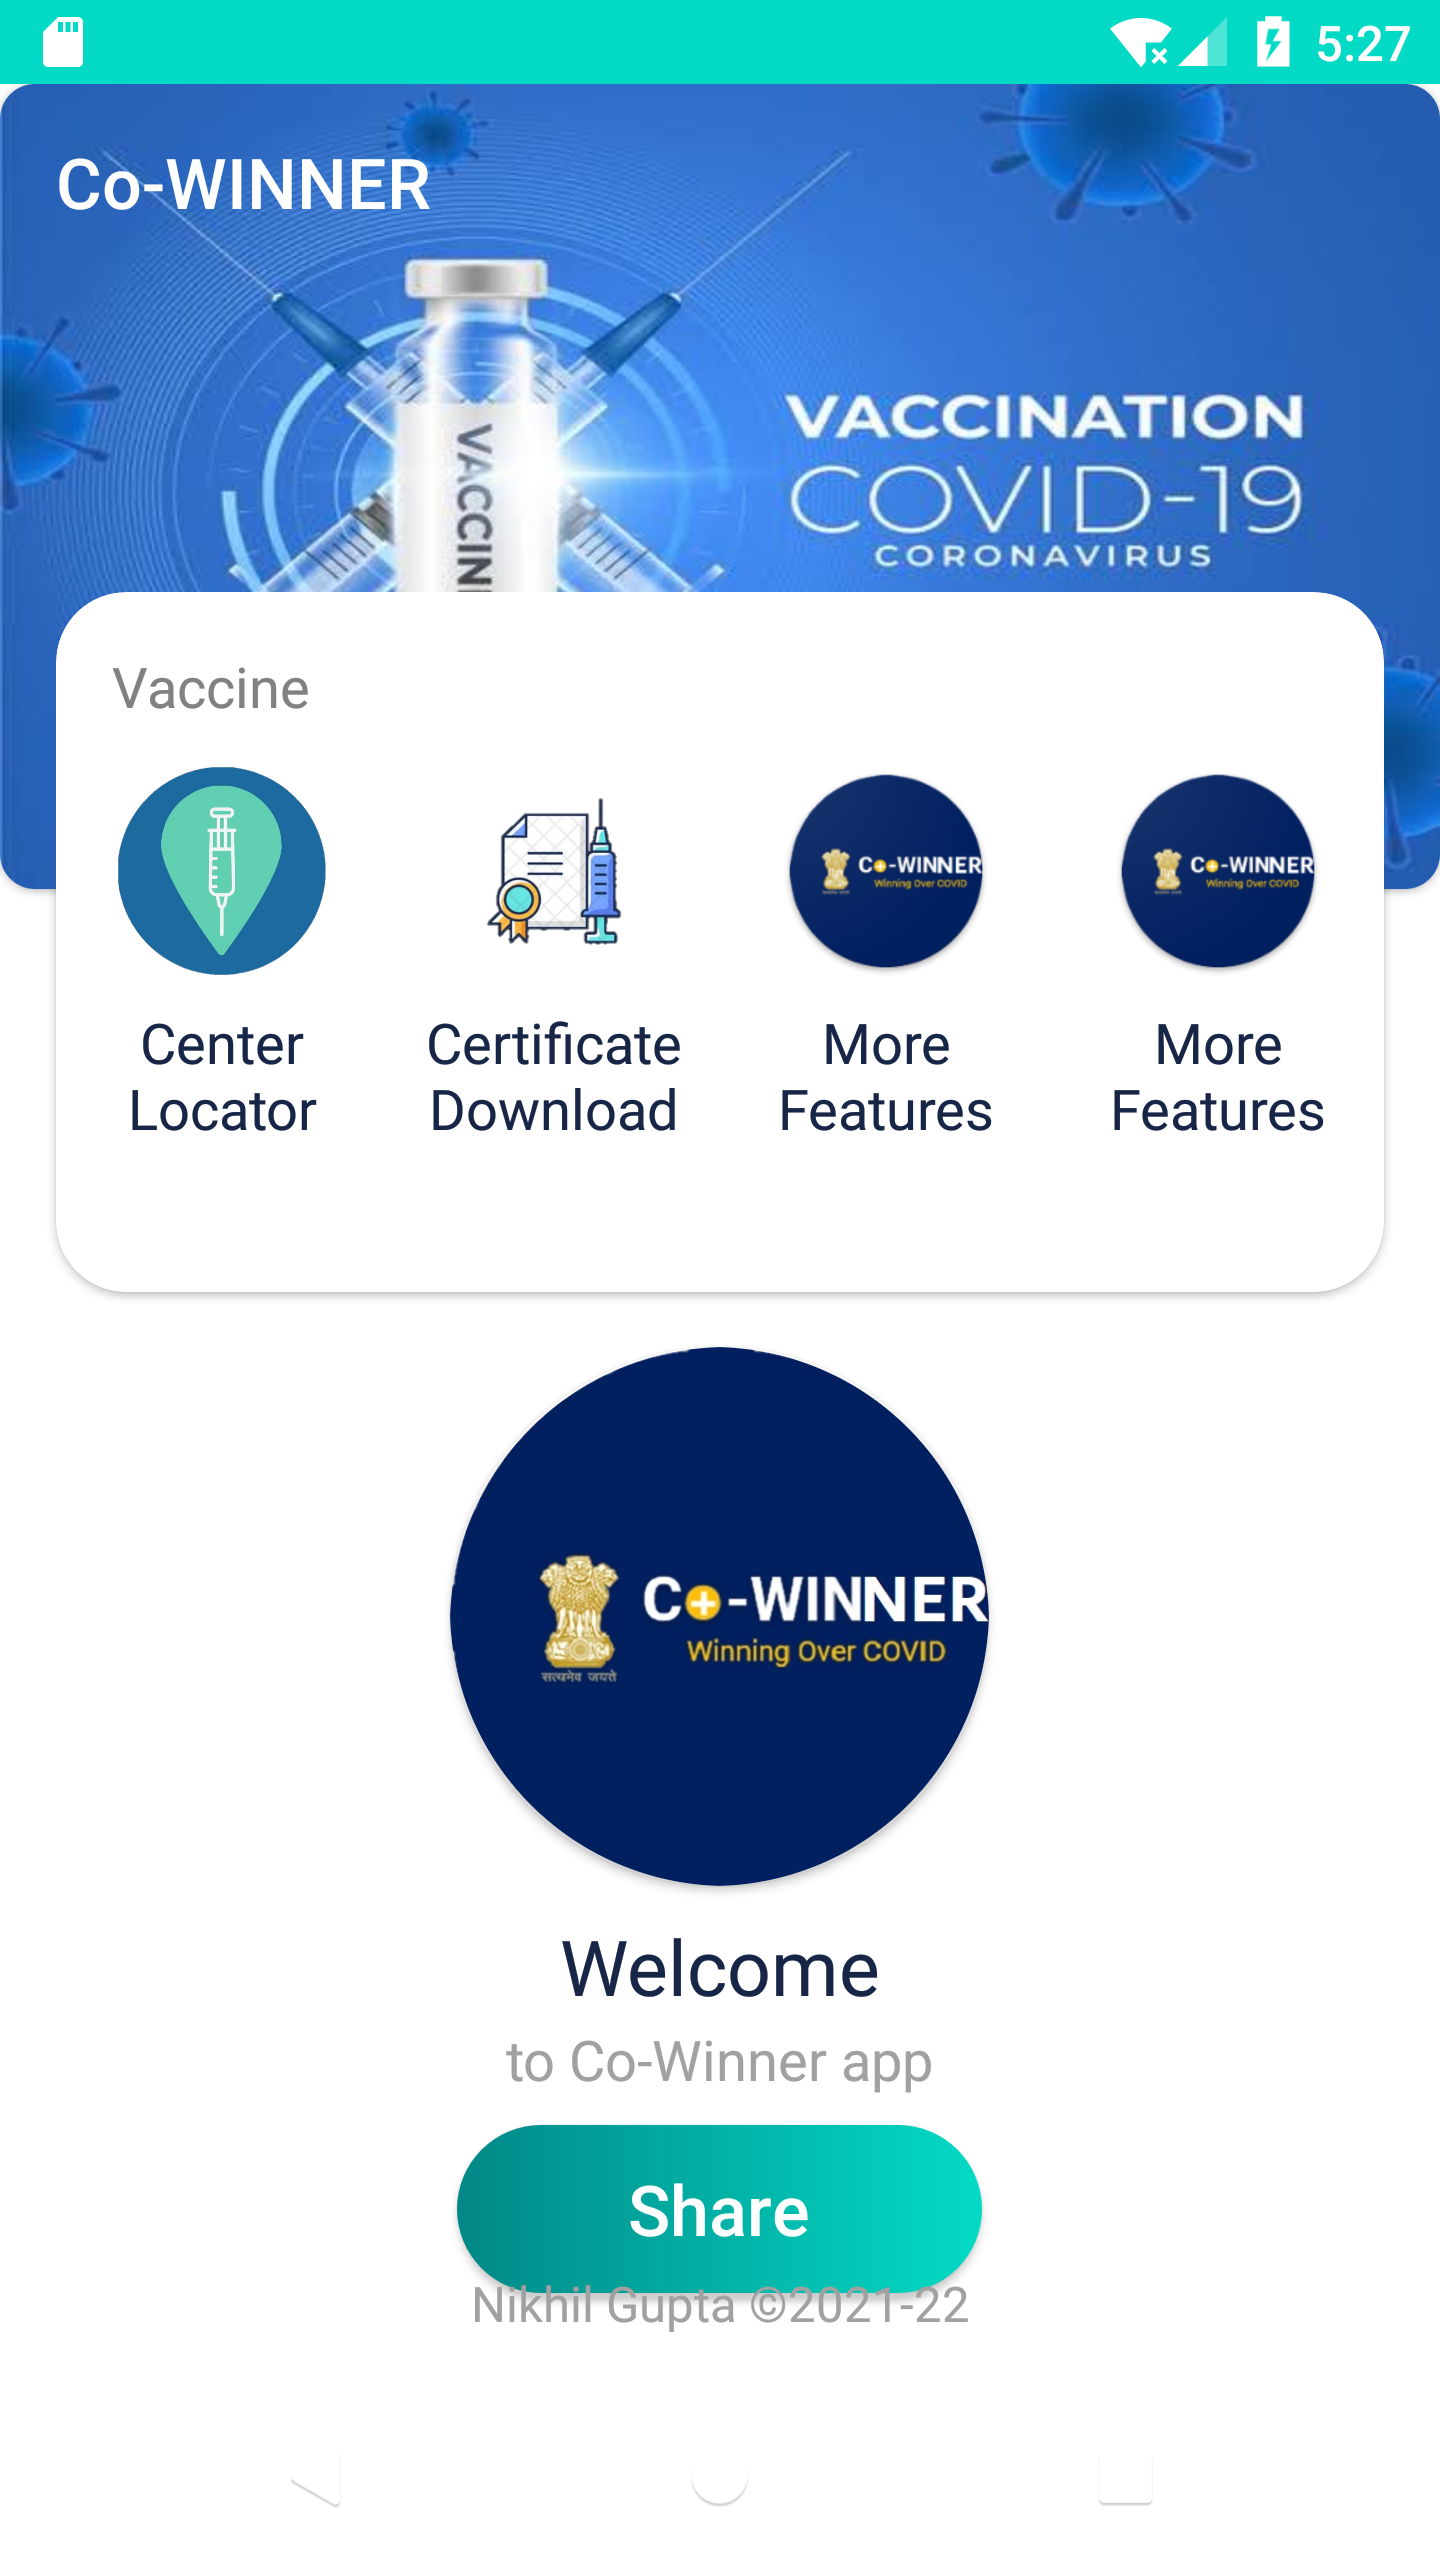 5:27
Co-WINNER
VACCINATION
COVID-19
CORONAVIRUS
VACCIN
Vaccine
Co-WINNER
Winning Over COVID
Co-WINNER
Winning Over COVID
Center
Locator
Certificate
Download
More
Features
More
Features
Co-WINNER
Winning Over COVID
सत्यमेव जयते
Welcome
to Co-Winner app
Share
Nikhil Gupta ©2021-22